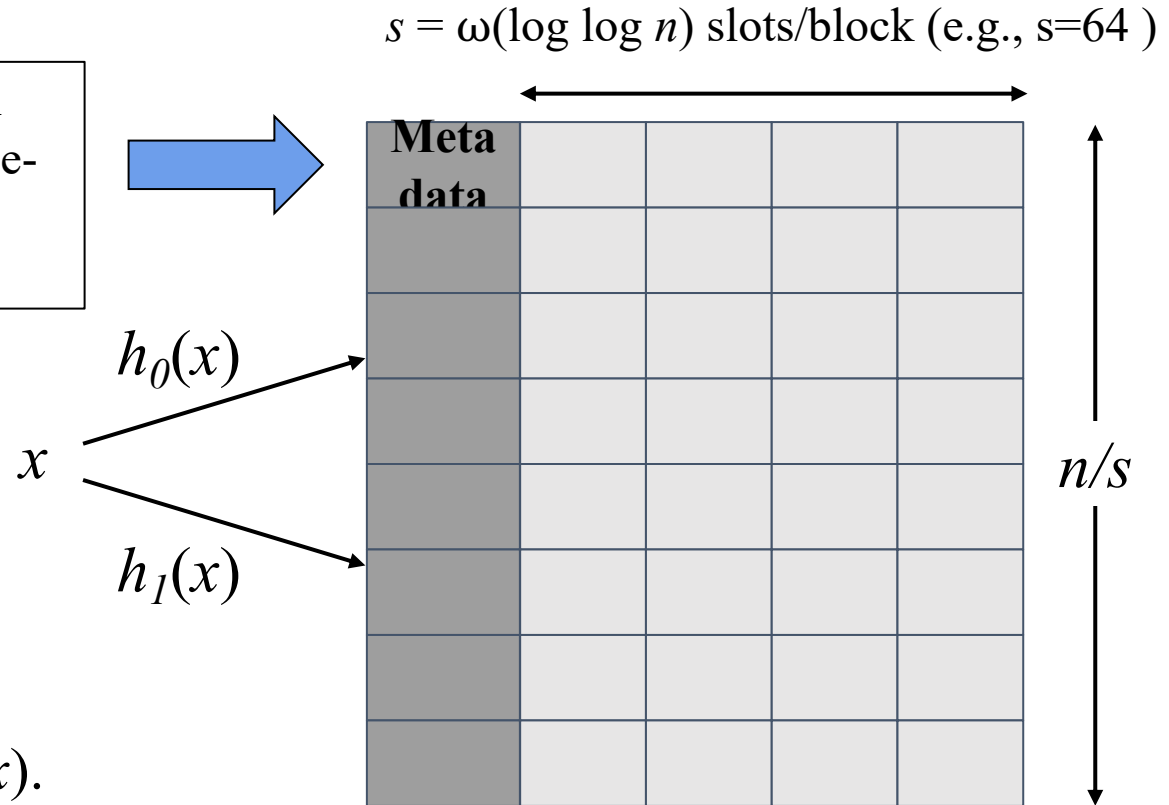 s = ω(log log n) slots/block (e.g., s=64 )
e-
Meta
data
h₀(x)
x
n/s
h₁(x)
x).